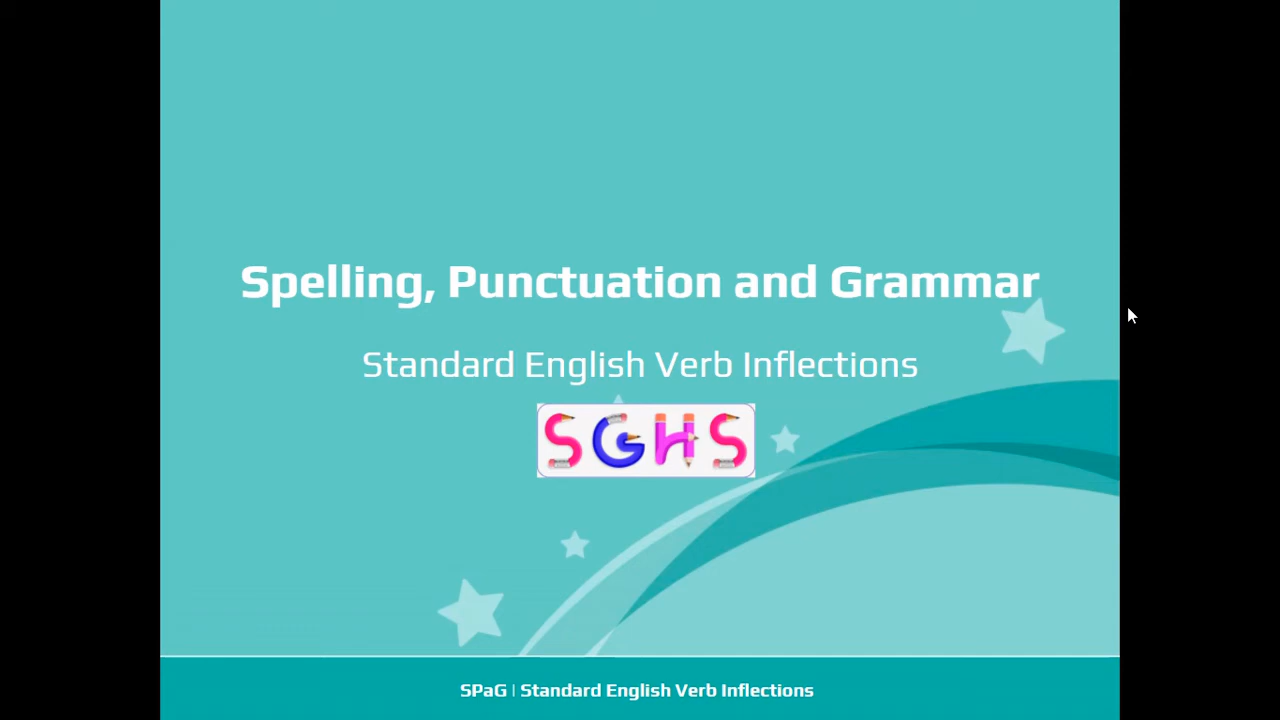 Spelling, Punctuation and Grammar
Standard English Verb Inflections
SGHS
SPaG | Standard English Verb Inflections